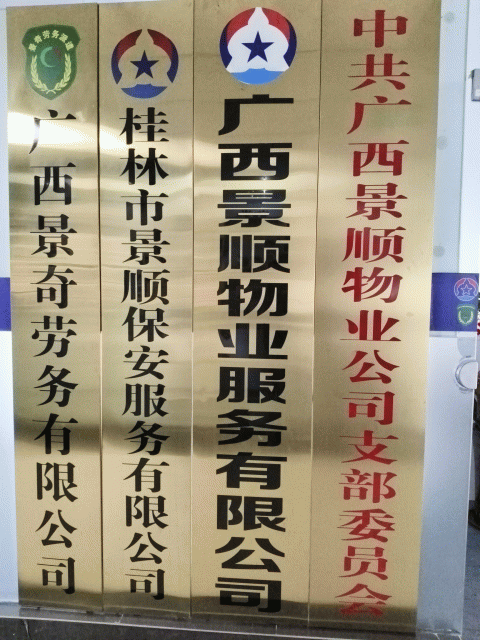 中共广西景顺物业公司支部委员会
广西景顺物业服务有限公司
桂林市景顺保安服务有限公司
广西景奇劳务有限公司